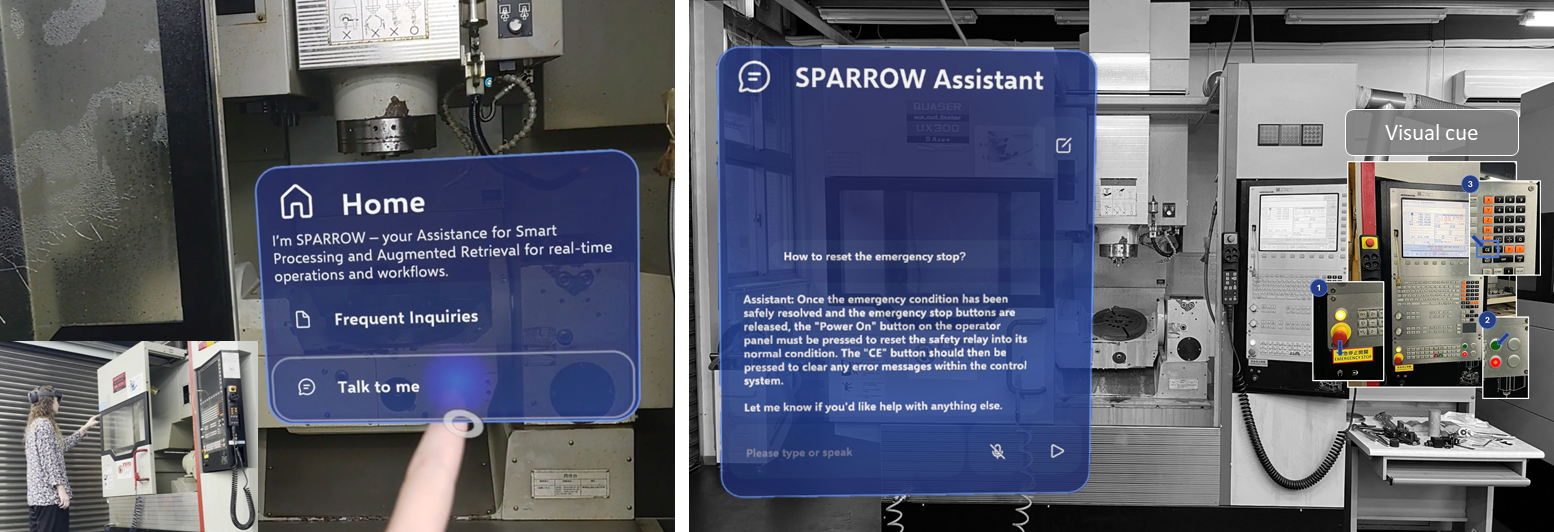 Home
I'm SPARROW – your Assistance for Smart
Processing and Augmented Retrieval for real-time
operations and workflows.
Frequent Inquiries
Talk to me
SPARROW Assistant
QUASER
UX300
How to reset the emergency stop?
Assistant: Once the emergency condition has been
safely resolved and the emergency stop buttons are
released, the "Power On" button on the operator
panel must be pressed to reset the safety relay into its
normal condition. The "CE" button should then be
pressed to clear any error messages within the control
system.
Let me know if you'd like help with anything else.
Please type or speak
Visual cue
3
1
2
EMERGENCY STOP